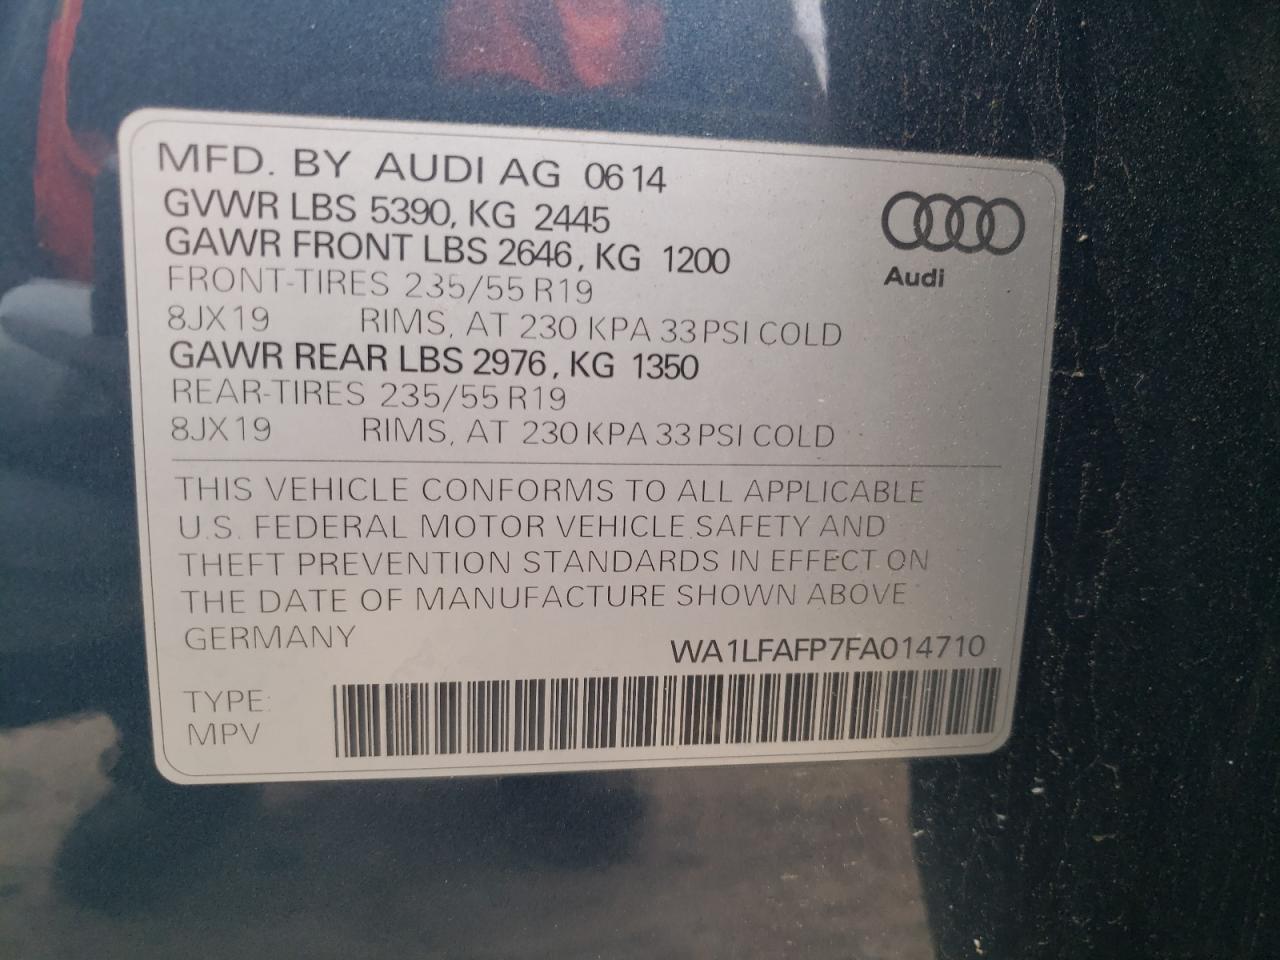 MFD. BY AUDI AG 0614
GVWR LBS 5390, KG 2445
GAWR FRONT LBS 2646, KG 1200
FRONT-TIRES 235/55 R19
8JX19 RIMS, AT 230 KPA 33 PSI COLD
GAWR REAR LBS 2976, KG 1350
REAR-TIRES 235/55 R19
8JX19 RIMS, AT 230 KPA 33 PSI COLD
Audi
THIS VEHICLE CONFORMS TO ALL APPLICABLE
U.S. FEDERAL MOTOR VEHICLE SAFETY AND
THEFT PREVENTION STANDARDS IN EFFECT ON
THE DATE OF MANUFACTURE SHOWN ABOVE
GERMANY
WA1LFAFP7FA014710
TYPE:
MPV